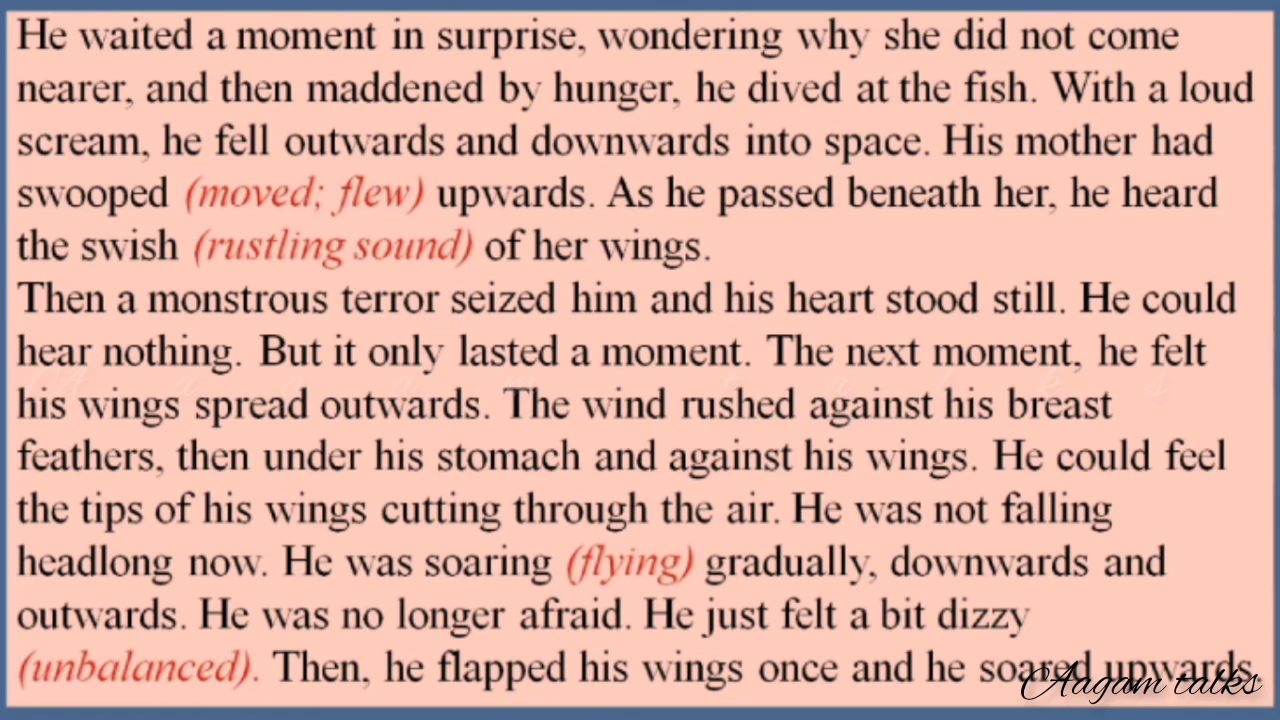 He waited a moment in surprise, wondering why she did not come
nearer, and then maddened by hunger, he dived at the fish. With a loud
scream, he fell outwards and downwards into space. His mother had
swooped (moved; flew) upwards. As he passed beneath her, he heard
the swish (rustling sound) of her wings.
Then a monstrous terror seized him and his heart stood still. He could
hear nothing. But it only lasted a moment. The next moment, he felt
his wings spread outwards. The wind rushed against his breast
feathers, then under his stomach and against his wings. He could feel
the tips of his wings cutting through the air. He was not falling
headlong now. He was soaring (flying) gradually, downwards and
outwards. He was no longer afraid. He just felt a bit dizzy
(unbalanced). Then, he flapped his wings once and he soared upwards.
Aagam talks